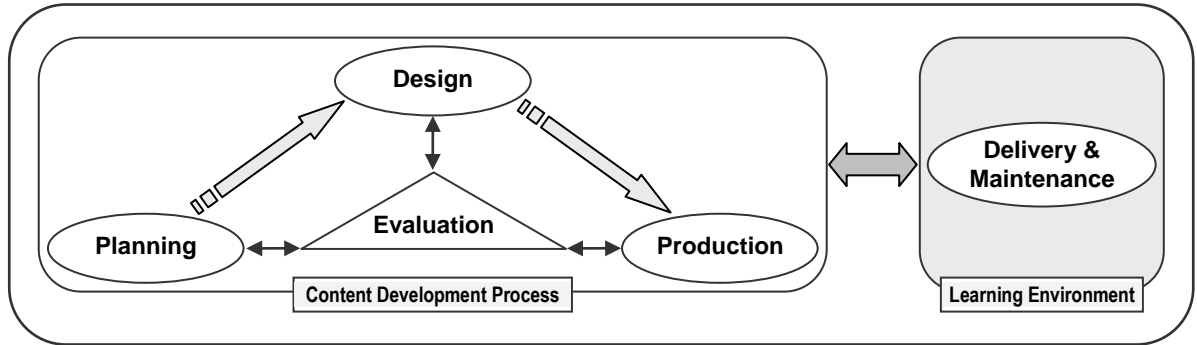 Design
Delivery &
Maintenance
Evaluation
Planning
Production
Content Development Process
Learning Environment